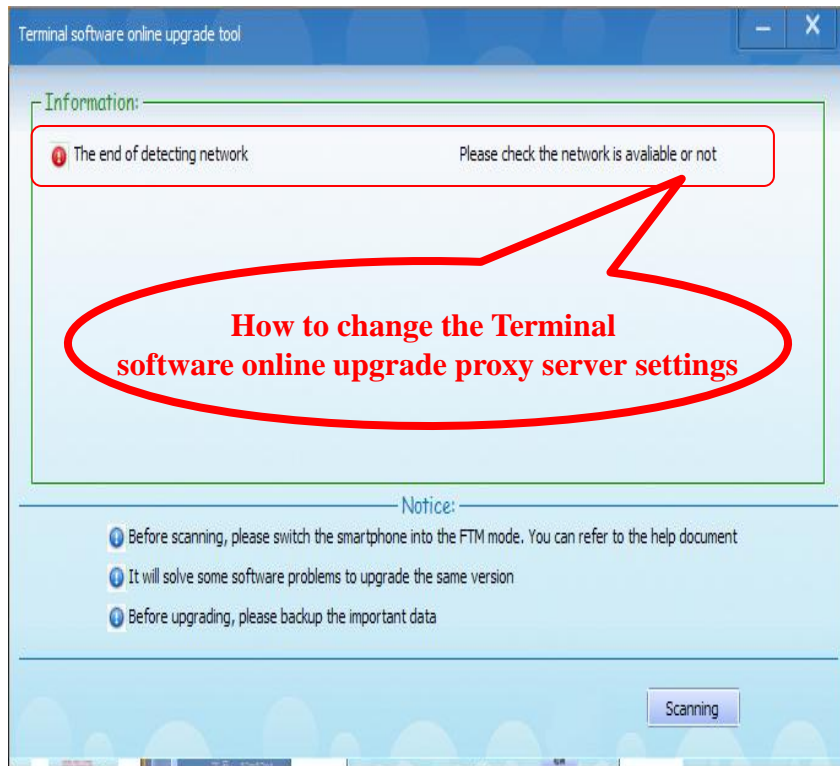 Terminal software online upgrade tool
Information:
The end of detecting network Please check the network is avaliable or not
How to change the Terminal
software online upgrade proxy server settings
Notice:
Before scanning, please switch the smartphone into the FTM mode. You can refer to the help document
It will solve some software problems to upgrade the same version
Before upgrading, please backup the important data
Scanning